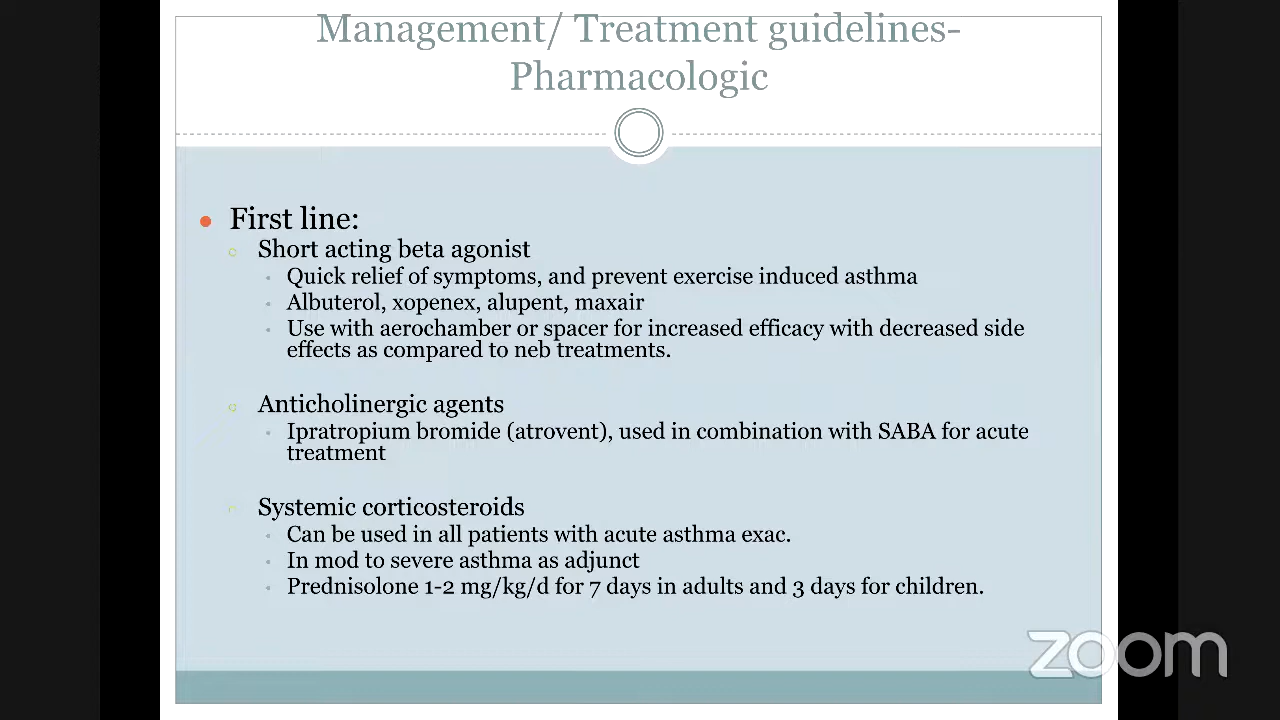 Management/ Treatment guidelines-
Pharmacologic
First line:
Short acting beta agonist
Quick relief of symptoms, and prevent exercise induced asthma
Albuterol, xopenex, alupent, maxair
Use with aerochamber or spacer for increased efficacy with decreased side
effects as compared to neb treatments.
Anticholinergic agents
Ipratropium bromide (atrovent), used in combination with SABA for acute
treatment
Systemic corticosteroids
Can be used in all patients with acute asthma exac.
In mod to severe asthma as adjunct
Prednisolone 1-2 mg/kg/d for 7 days in adults and 3 days for children.
zoom